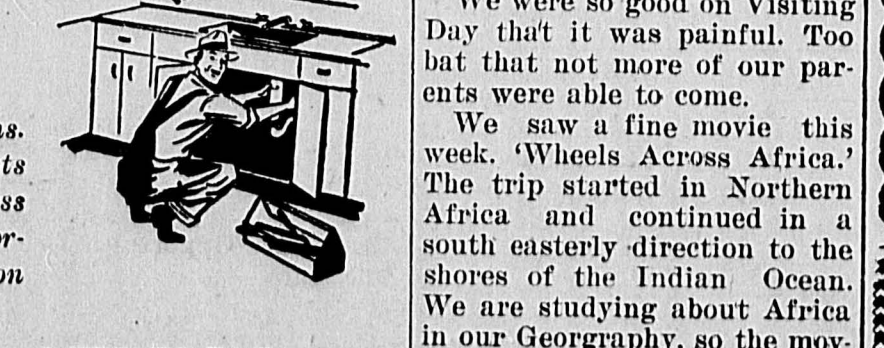 s.
ts
ss
r-
on
We were so good on Visiting
Day that it was painful. Too
bat that not more of our par-
ents were able to come.
We saw a fine movie this
week. 'Wheels Across Africa.'
The trip started in Northern
Africa and continued in a
south easterly direction to the
shores of the Indian Ocean.
We are studying about Africa
in our Georgraphy, so the mov-